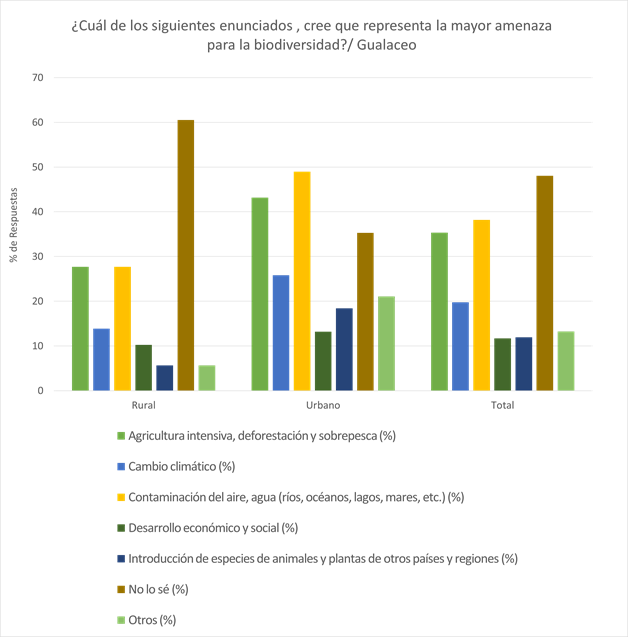 ¿Cuál de los siguientes enunciados , cree que representa la mayor amenaza
para la biodiversidad?/ Gualaceo
70
60
50
40
30
20
10
0
% de Respuestas
Rural
Urbano
Total
Agricultura intensiva, deforestación y sobrepesca (%)
Cambio climático (%)
Contaminación del aire, agua (ríos, océanos, lagos, mares, etc.) (%)
Desarrollo económico y social (%)
Introducción de especies de animales y plantas de otros países y regiones (%)
No lo sé (%)
Otros (%)